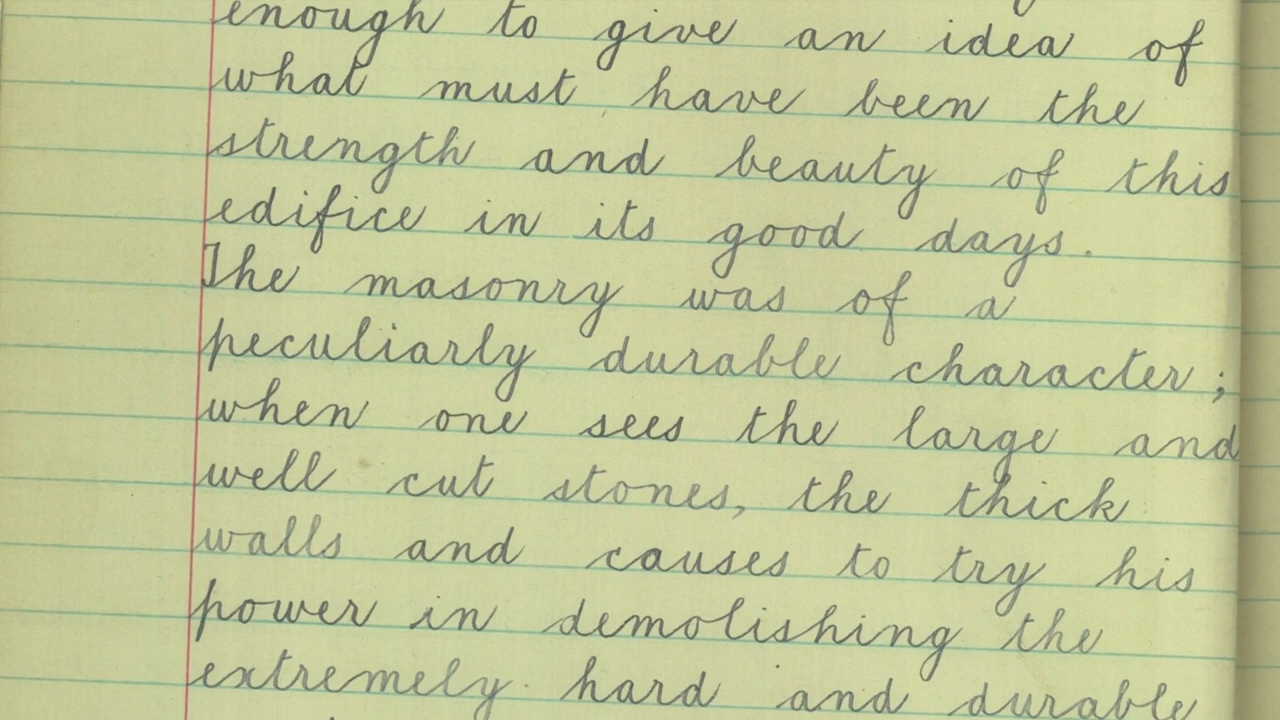 enough to give an idea of
what must have been the
strength and beauty of this
edifice in its good days.
The masonry was of a
peculiarly durable character;
when one sees the large and
well cut stones, the thick
walls and causes to try his
power in demolishing the
extremely hard and durable